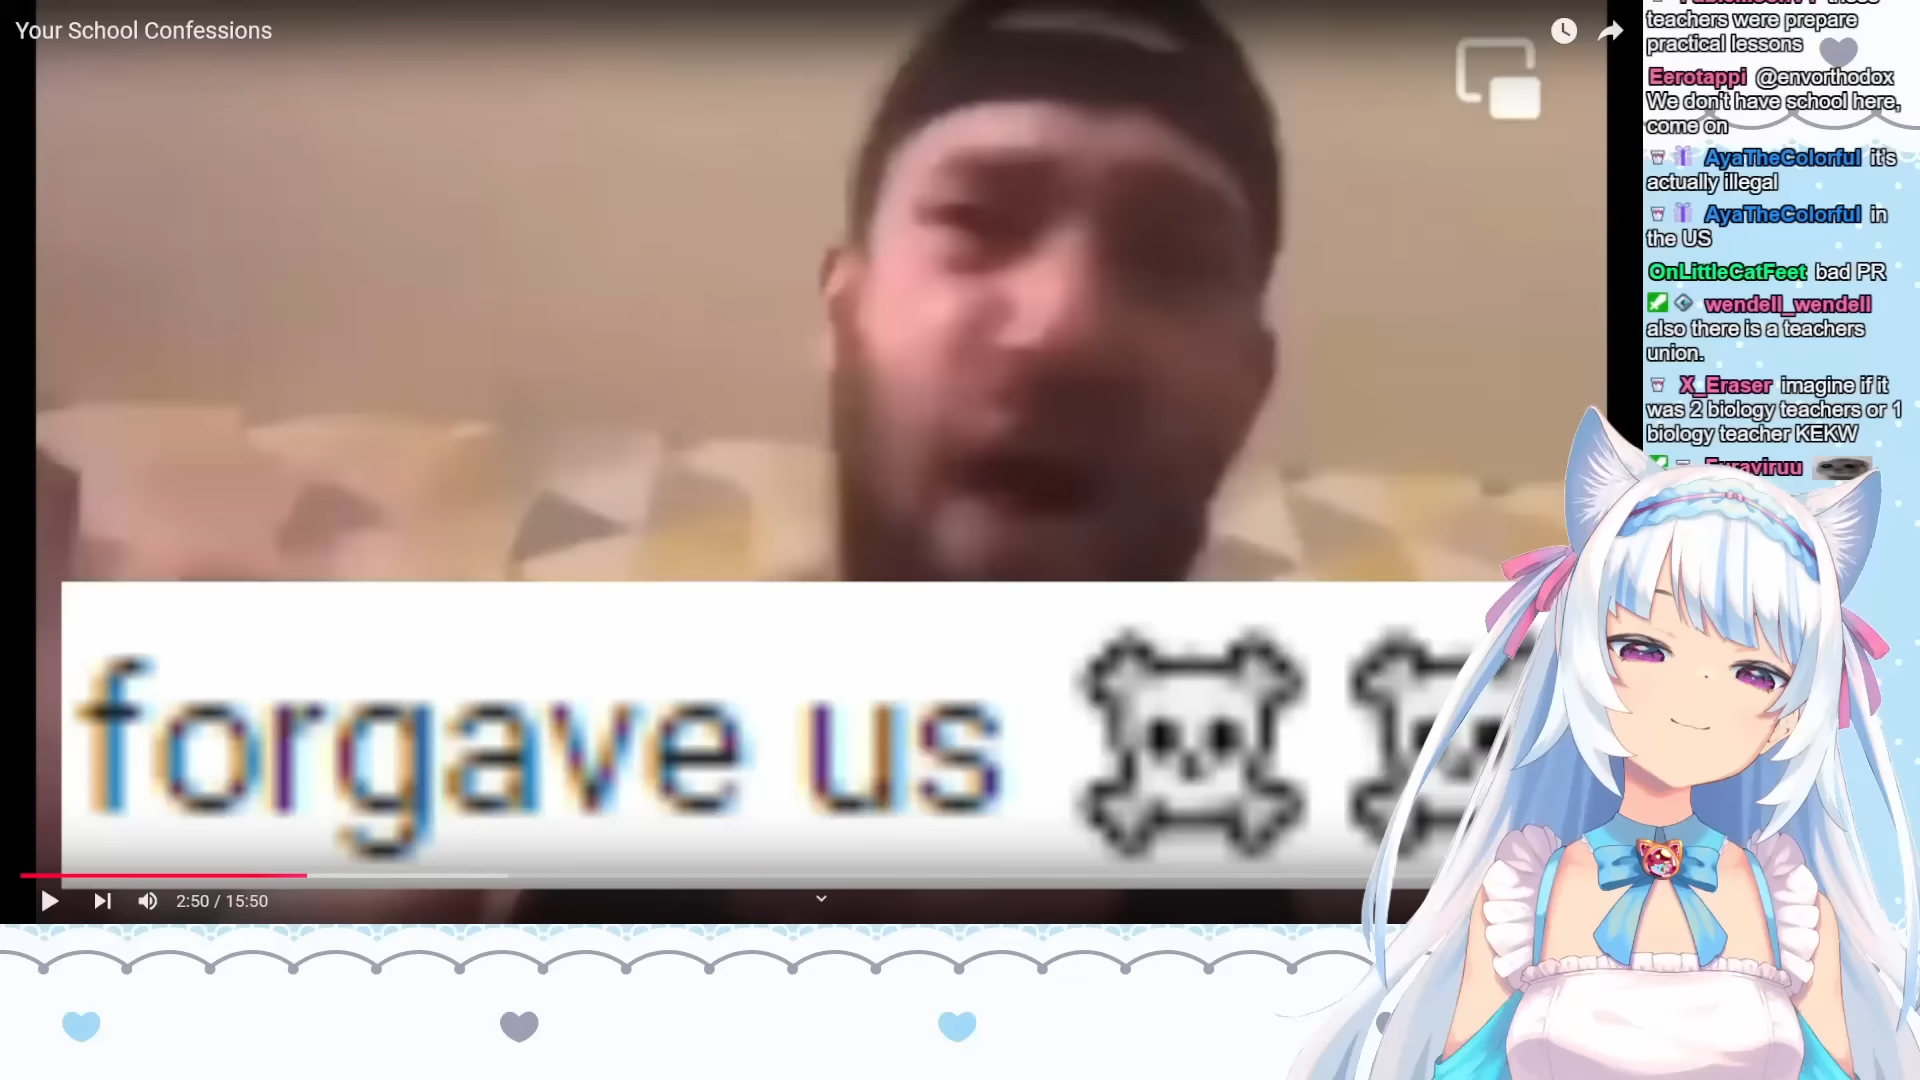 Your School Confessions
teachers were prepare
practical lessons
Eerotappi @envorthodox
We don't have school here,
come on
AyaTheColorful it's
actually illegal
AyaTheColorful in
the US
OnLittleCatFeet bad PR
wendell_wendell
also there is a teachers
union.
X_Eraser imagine if it
was 2 biology teachers or 1
biology teacher KEKW
forgave us ☠☠
2:50 / 15:50